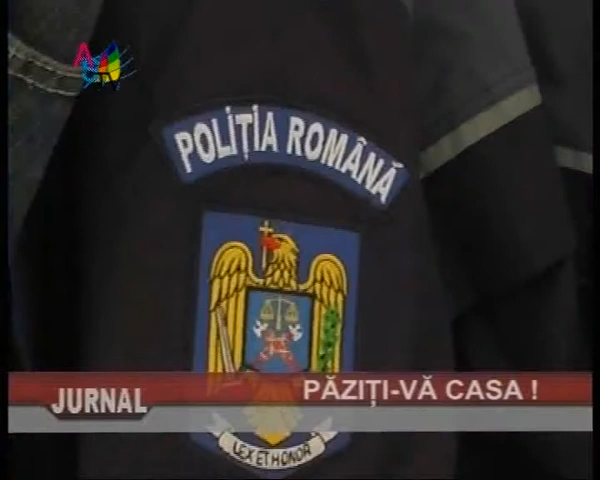 POLIȚIA ROMÂNĂ
PĂZIȚI-VĂ CASA !
JURNAL
LEX ET HONOR